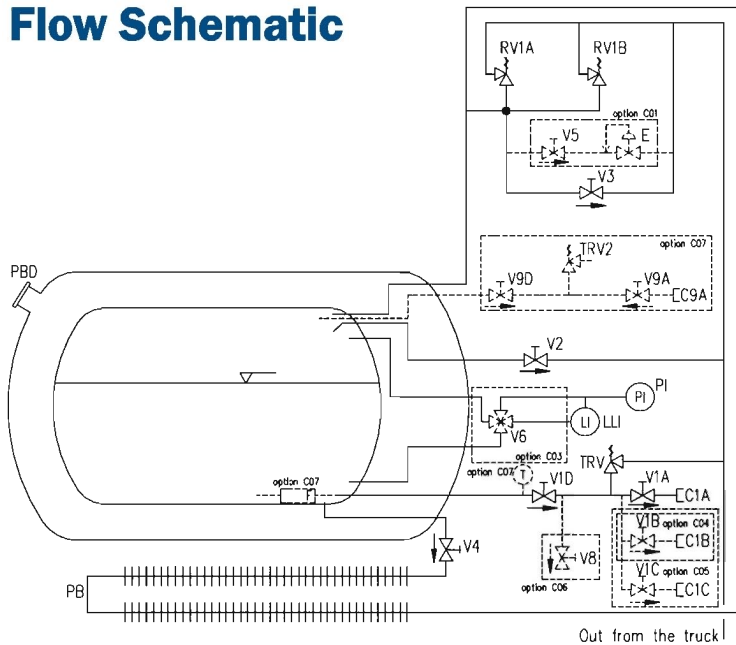 Flow Schematic
RV1A
RV1B
option C01
V5
E
V3
option C07
TRV2
PBD
V9D
V9A
C9A
V2
PI
PI
LI
LLI
V6
option C03
TRV
option C07
T
option C07
V1D
V1A
C1A
V1B
option C04
C1B
V4
V8
V1C
option C05
C1C
PB
option C06
Out from the truck